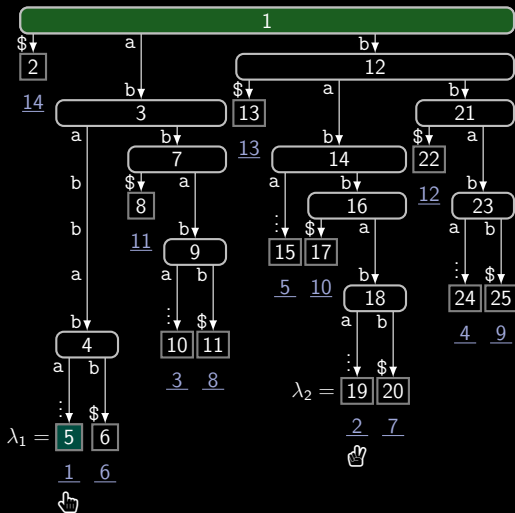 1
$ a b
2 b 12
14 b $ a b
3 13 b 21
a b 13 14 $ a
7 a b 22
b $ a 8 16 12 b
b 11 b ⋮ $ a 23
9 15 17 a b
a a b 5 10 b ⋮ $
b ⋮ $ 18 24 25
4 10 11 a b 4 9
a b 3 8 ⋮ $
⋮ $ λ₂ = 19 20
λ₁ = 5 6 2 7
1 6